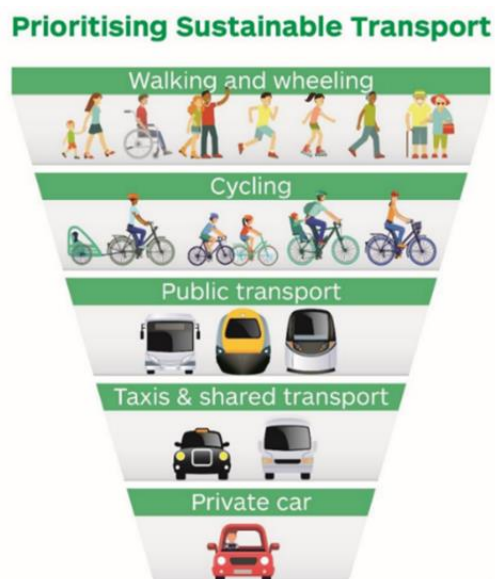 Prioritising Sustainable Transport
Walking and wheeling
Cycling
Public transport
Taxis & shared transport
Private car